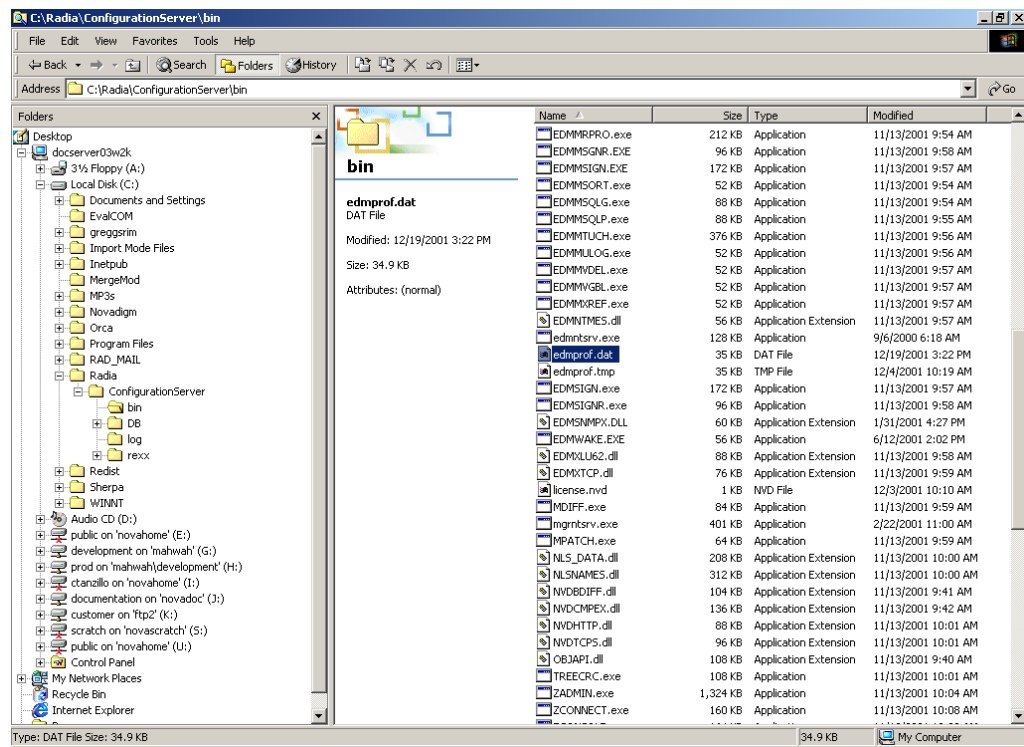 C:\Radia\ConfigurationServer\bin
File Edit View Favorites Tools Help
Back Search Folders History
Address C:\Radia\ConfigurationServer\bin Go
Folders
Desktop
docserver03w2k
3½ Floppy (A:)
Local Disk (C:)
Documents and Settings
EvalCOM
greggsrim
Import Mode Files
Inetpub
MergeMod
MP3s
Novadigm
Orca
Program Files
RAD_MAIL
Radia
ConfigurationServer
bin
DB
log
rexx
Redist
Sherpa
WINNT
Audio CD (D:)
public on 'novahome' (E:)
development on 'mahwah' (G:)
prod on 'mahwah\development' (H:)
ctanzillo on 'novahome' (I:)
documentation on 'novadoc' (J:)
customer on 'ftp2' (K:)
scratch on 'novascratch' (S:)
public on 'novahome' (U:)
Control Panel
My Network Places
Recycle Bin
Internet Explorer
bin
edmprof.dat
DAT File
Modified: 12/19/2001 3:22 PM
Size: 34.9 KB
Attributes: (normal)
Name Size Type Modified
EDMMRPRO.exe 212 KB Application 11/13/2001 9:54 AM
EDMMSGNR.EXE 96 KB Application 11/13/2001 9:58 AM
EDMMSIGN.EXE 172 KB Application 11/13/2001 9:57 AM
EDMMSORT.exe 52 KB Application 11/13/2001 9:54 AM
EDMMSQLG.exe 88 KB Application 11/13/2001 9:54 AM
EDMMSQLP.exe 88 KB Application 11/13/2001 9:55 AM
EDMMTUCH.exe 376 KB Application 11/13/2001 9:56 AM
EDMMULOG.exe 52 KB Application 11/13/2001 9:56 AM
EDMMVDEL.exe 52 KB Application 11/13/2001 9:57 AM
EDMMVGBL.exe 52 KB Application 11/13/2001 9:57 AM
EDMMXREF.exe 52 KB Application 11/13/2001 9:57 AM
EDMNTMES.dll 56 KB Application Extension 11/13/2001 9:57 AM
edmntsrv.exe 128 KB Application 9/6/2000 6:18 AM
edmprof.dat 35 KB DAT File 12/19/2001 3:22 PM
edmprof.tmp 35 KB TMP File 12/4/2001 10:19 AM
EDMSIGN.exe 172 KB Application 11/13/2001 9:57 AM
EDMSIGNR.exe 96 KB Application 11/13/2001 9:58 AM
EDMSNMPX.DLL 60 KB Application Extension 1/31/2001 4:27 PM
EDMWAKE.EXE 56 KB Application 6/12/2001 2:02 PM
EDMXLU62.dll 88 KB Application Extension 11/13/2001 9:58 AM
EDMXTCP.dll 76 KB Application Extension 11/13/2001 9:59 AM
license.nvd 1 KB NVD File 12/3/2001 10:10 AM
MDIFF.exe 84 KB Application 11/13/2001 9:59 AM
mgrntsrv.exe 401 KB Application 2/22/2001 11:00 AM
MPATCH.exe 64 KB Application 11/13/2001 9:59 AM
NLS_DATA.dll 208 KB Application Extension 11/13/2001 10:00 AM
NLSNAMES.dll 312 KB Application Extension 11/13/2001 10:00 AM
NVDBDIFF.dll 104 KB Application Extension 11/13/2001 9:41 AM
NVDCMPEX.dll 136 KB Application Extension 11/13/2001 9:42 AM
NVDHTTP.dll 88 KB Application Extension 11/13/2001 10:01 AM
NVDTCPS.dll 96 KB Application Extension 11/13/2001 10:01 AM
OBJAPI.dll 108 KB Application Extension 11/13/2001 9:40 AM
TREECRC.exe 108 KB Application 11/13/2001 10:01 AM
ZADMIN.exe 1,324 KB Application 11/13/2001 10:04 AM
ZCONNECT.exe 160 KB Application 11/13/2001 10:08 AM
Type: DAT File Size: 34.9 KB 34.9 KB My Computer